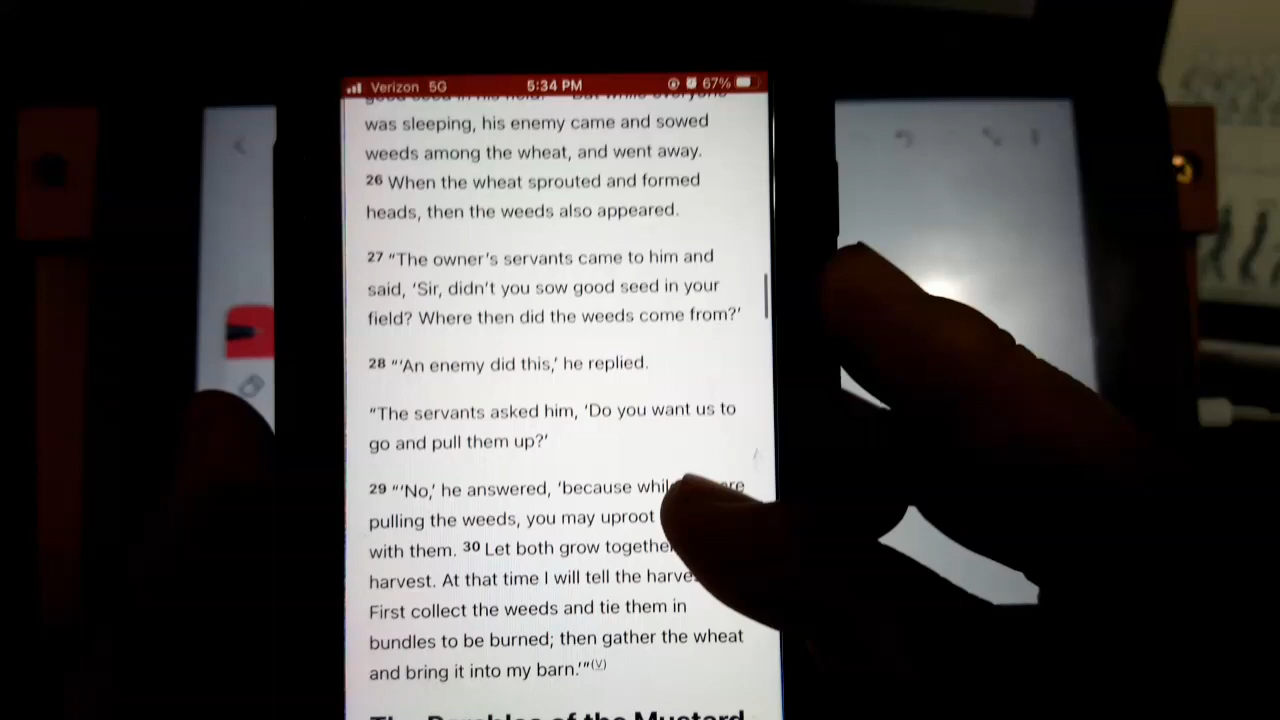 Verizon 5G 5:34 PM 67%
was sleeping, his enemy came and sowed
weeds among the wheat, and went away.
26 When the wheat sprouted and formed
heads, then the weeds also appeared.
27 “The owner’s servants came to him and
said, ‘Sir, didn’t you sow good seed in your
field? Where then did the weeds come from?’
28 “‘An enemy did this,’ he replied.
“The servants asked him, ‘Do you want us to
go and pull them up?’
29 “‘No,’ he answered, ‘because
pulling the weeds, you may uproot
with them. 30 Let both grow together
harvest. At that time I will tell the
First collect the weeds and tie them in
bundles to be burned; then gather the wheat
and bring it into my barn.’”(V)
of the Mustard